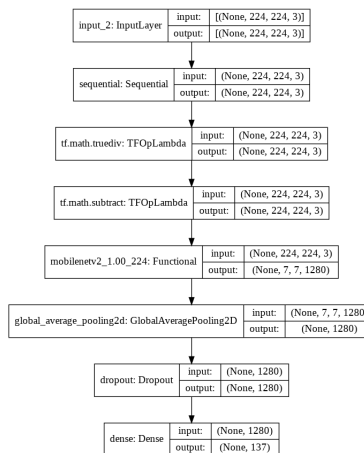 input_2: InputLayer
input: [(None, 224, 224, 3)]
output: [(None, 224, 224, 3)]
sequential: Sequential
input: (None, 224, 224, 3)
output: (None, 224, 224, 3)
tf.math.truediv: TFOpLambda
input: (None, 224, 224, 3)
output: (None, 224, 224, 3)
tf.math.subtract: TFOpLambda
input: (None, 224, 224, 3)
output: (None, 224, 224, 3)
mobilenetv2_1.00_224: Functional
input: (None, 224, 224, 3)
output: (None, 7, 7, 1280)
global_average_pooling2d: GlobalAveragePooling2D
input: (None, 7, 7, 1280
output: (None, 1280)
dropout: Dropout
input: (None, 1280)
output: (None, 1280)
dense: Dense
input: (None, 1280)
output: (None, 137)